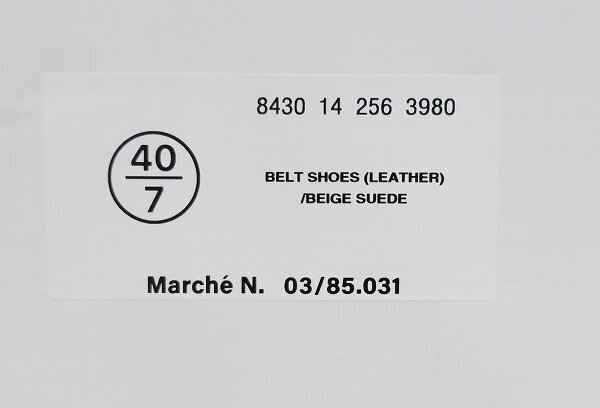 8430 14 256 3980
40
7
BELT SHOES (LEATHER)
/BEIGE SUEDE
Marché N. 03/85.031